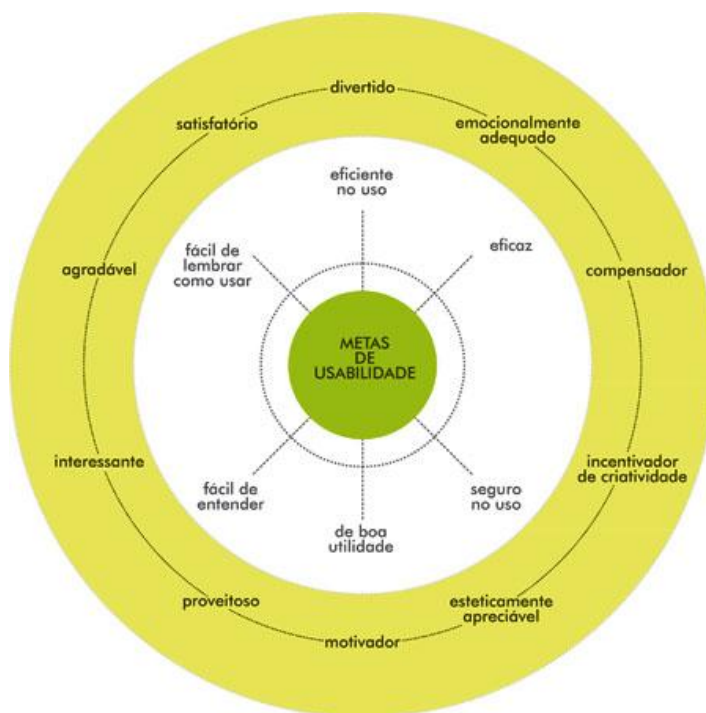 divertido
satisfatório
emocionalmente
adequado
eficiente
no uso
fácil de
lembrar
como usar
eficaz
agradável
compensador
METAS
DE
USABILIDADE
interessante
incentivador
de criatividade
fácil de
entender
seguro
no uso
de boa
utilidade
proveitoso
esteticamente
apreciável
motivador